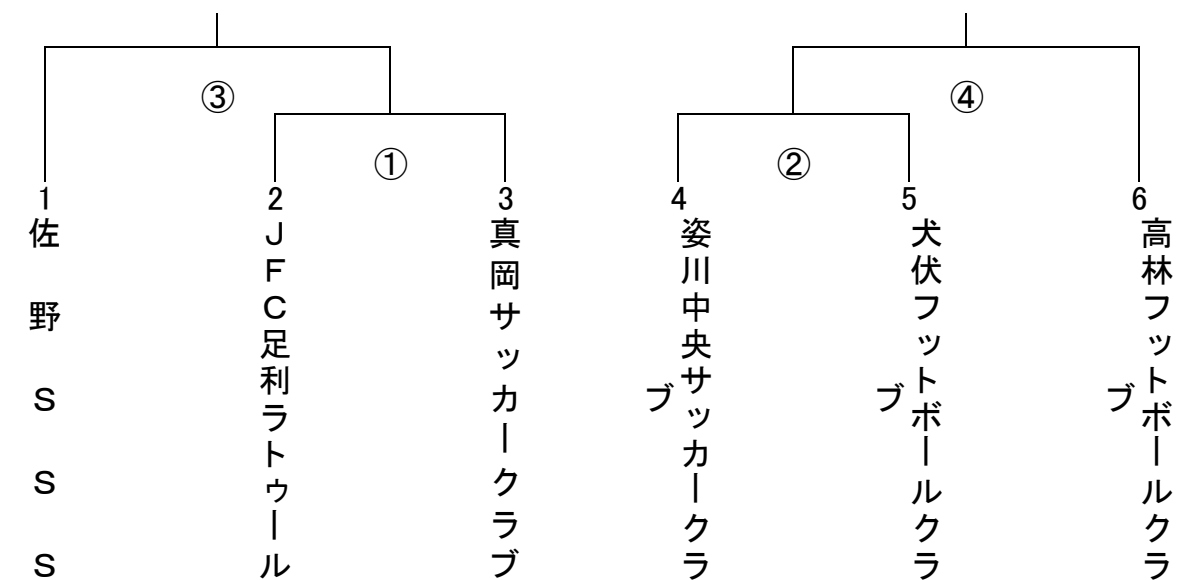 ③
④
①
②
1
2
3
4
5
6
佐野SSS
JFC足利ラトゥール
真岡サッカークラブ
姿川中央サッカークラ
ブ
犬伏フットボールクラ
ブ
高林フットボールクラ
ブ